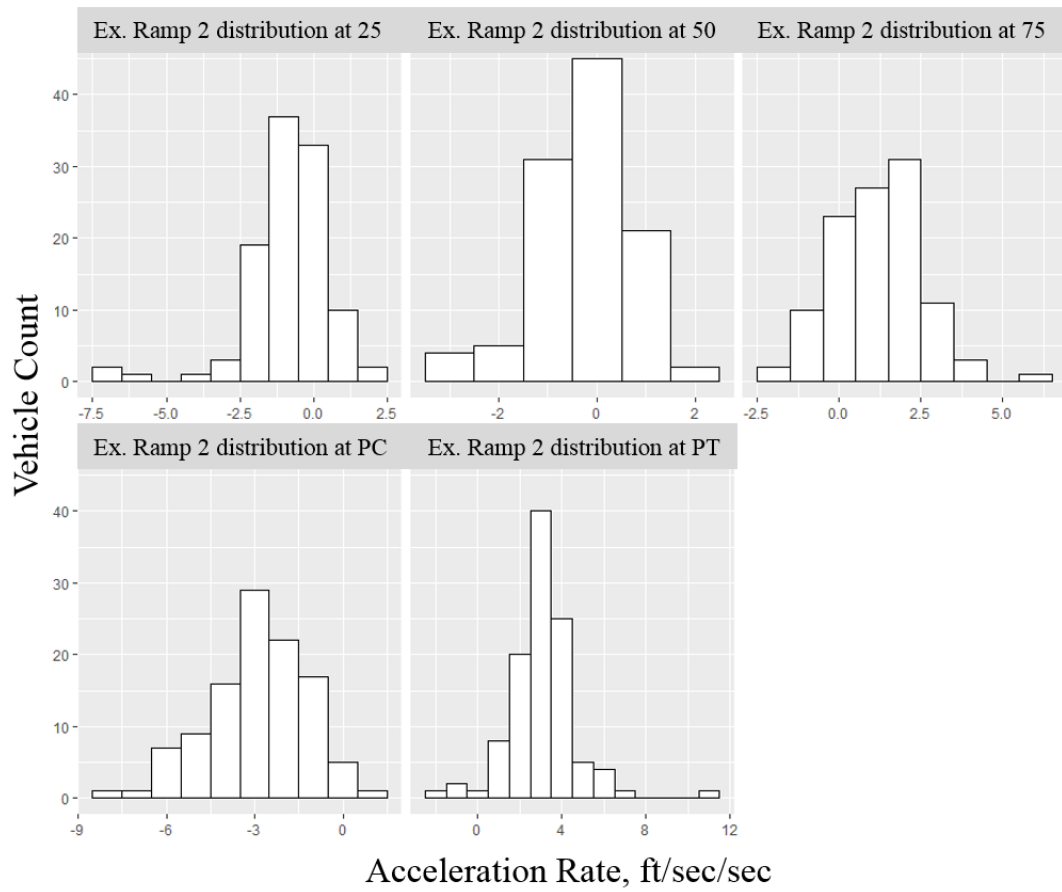 Ex. Ramp 2 distribution at 25
Ex. Ramp 2 distribution at 50
Ex. Ramp 2 distribution at 75
40
30
20
10
0
-7.5 -5.0 -2.5 0.0 2.5
-2 0 2
-2.5 0.0 2.5 5.0
Vehicle Count
Ex. Ramp 2 distribution at PC
Ex. Ramp 2 distribution at PT
40
30
20
10
0
-9 -6 -3 0
0 4 8 12
Acceleration Rate, ft/sec/sec